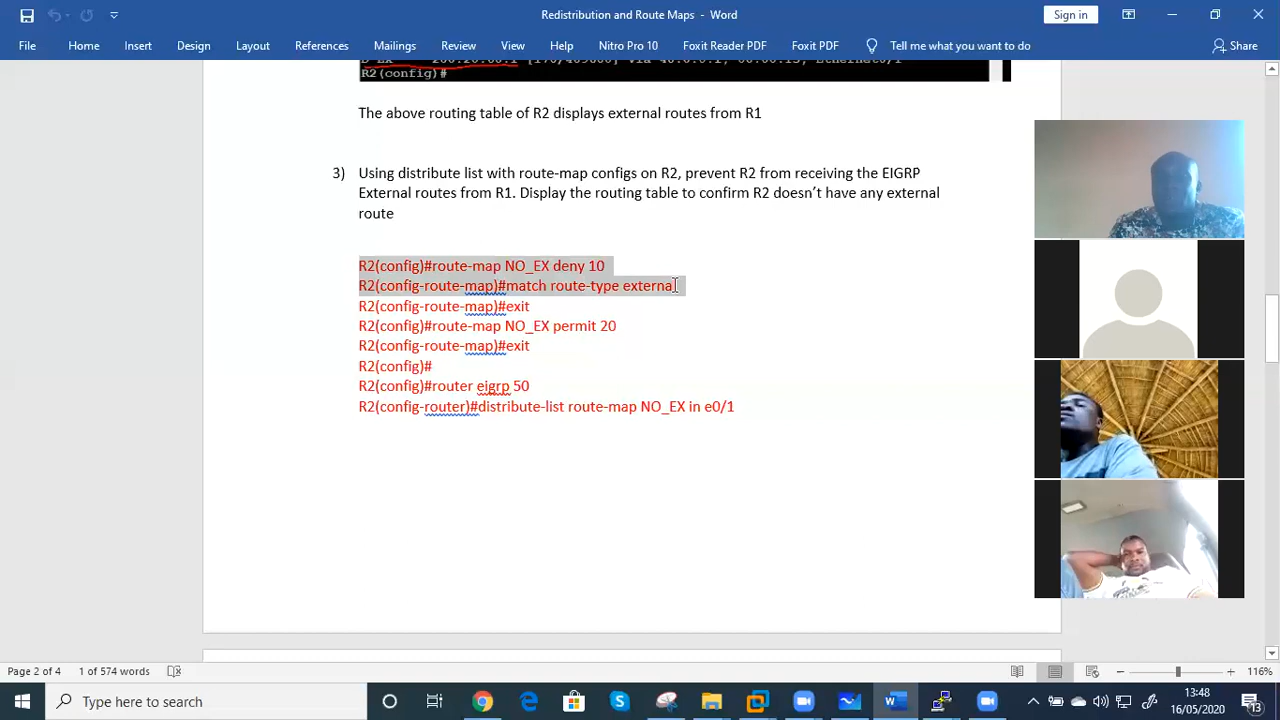 Redistribution and Route Maps - Word
Sign in
File Home Insert Design Layout References Mailings Review View Help Nitro Pro 10 Foxit Reader PDF Foxit PDF Tell me what you want to do Share
R2(config)#
The above routing table of R2 displays external routes from R1
3) Using distribute list with route-map configs on R2, prevent R2 from receiving the EIGRP
External routes from R1. Display the routing table to confirm R2 doesn't have any external
route
R2(config)#route-map NO_EX deny 10
R2(config-route-map)#match route-type external
R2(config-route-map)#exit
R2(config)#route-map NO_EX permit 20
R2(config-route-map)#exit
R2(config)#
R2(config)#router eigrp 50
R2(config-router)#distribute-list route-map NO_EX in e0/1
Page 2 of 4 1 of 574 words
116%
Type here to search
13:48
16/05/2020
13